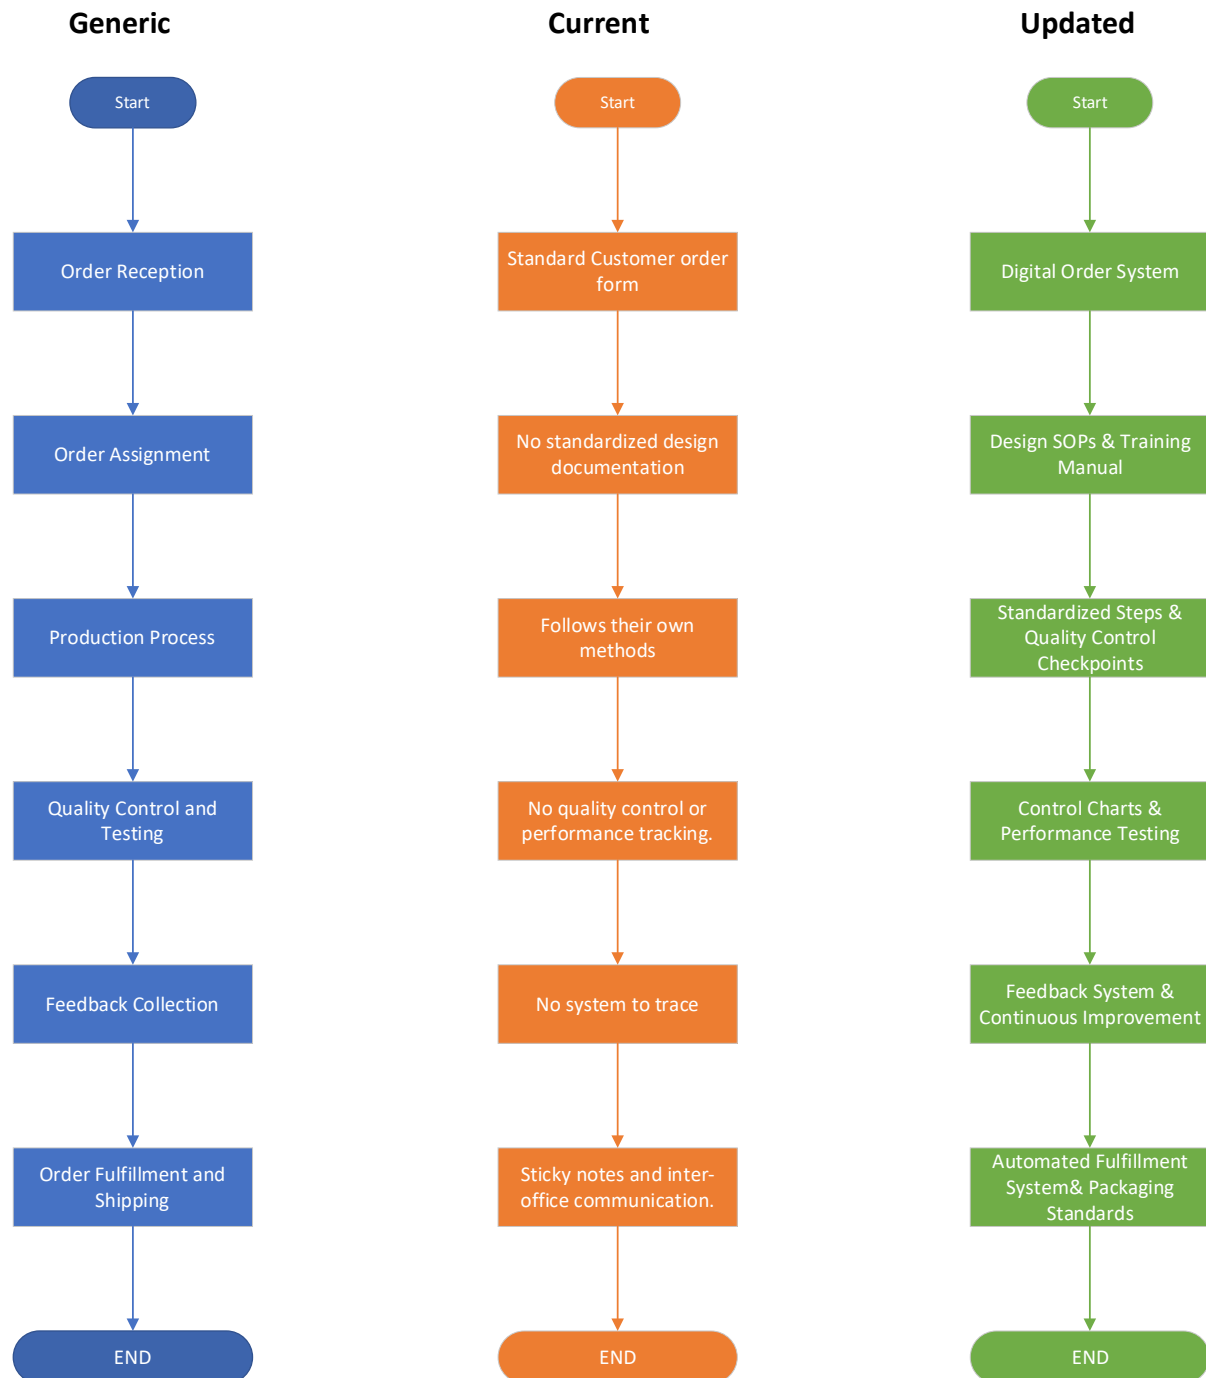 Generic
Current
Updated
Start
Start
Start
Order Reception
Standard Customer order
form
Digital Order System
Order Assignment
No standardized design
documentation
Design SOPs & Training
Manual
Production Process
Follows their own
methods
Standardized Steps &
Quality Control
Checkpoints
Quality Control and
Testing
No quality control or
performance tracking.
Control Charts &
Performance Testing
Feedback Collection
No system to trace
Feedback System &
Continuous Improvement
Order Fulfillment and
Shipping
Sticky notes and inter-
office communication.
Automated Fulfillment
System& Packaging
Standards
END
END
END